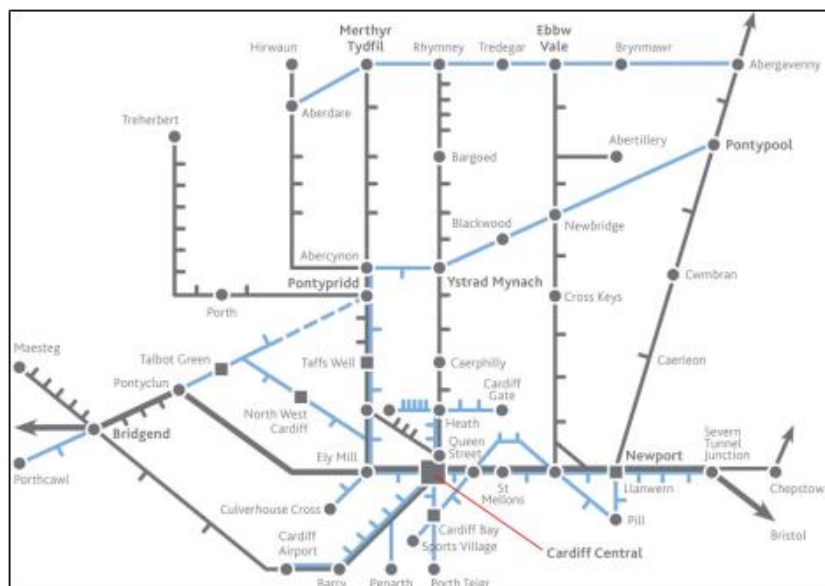 Merthyr
Tydfil
Ebbw
Vale
Hirwaun
Rhymney
Tredegar
Brynmawr
Abergavenny
Aberdare
Treherbert
Bargoed
Abertillery
Pontypool
Blackwood
Newbridge
Abercynon
Pontypridd
Ystrad Mynach
Cwmbran
Porth
Cross Keys
Maesteg
Talbot Green
Taffs Well
Caerphilly
Caerleon
Pontyclun
North West
Cardiff
Cardiff
Gate
Heath
Bridgend
Queen
Street
Ely Mill
Newport
Severn
Tunnel
Junction
Porthcawl
St
Mellons
Llanwern
Chepstow
Culverhouse Cross
Pill
Bristol
Cardiff
Airport
Cardiff Bay
Sports Village
Cardiff Central
Barry
Penarth
Porth Teigr